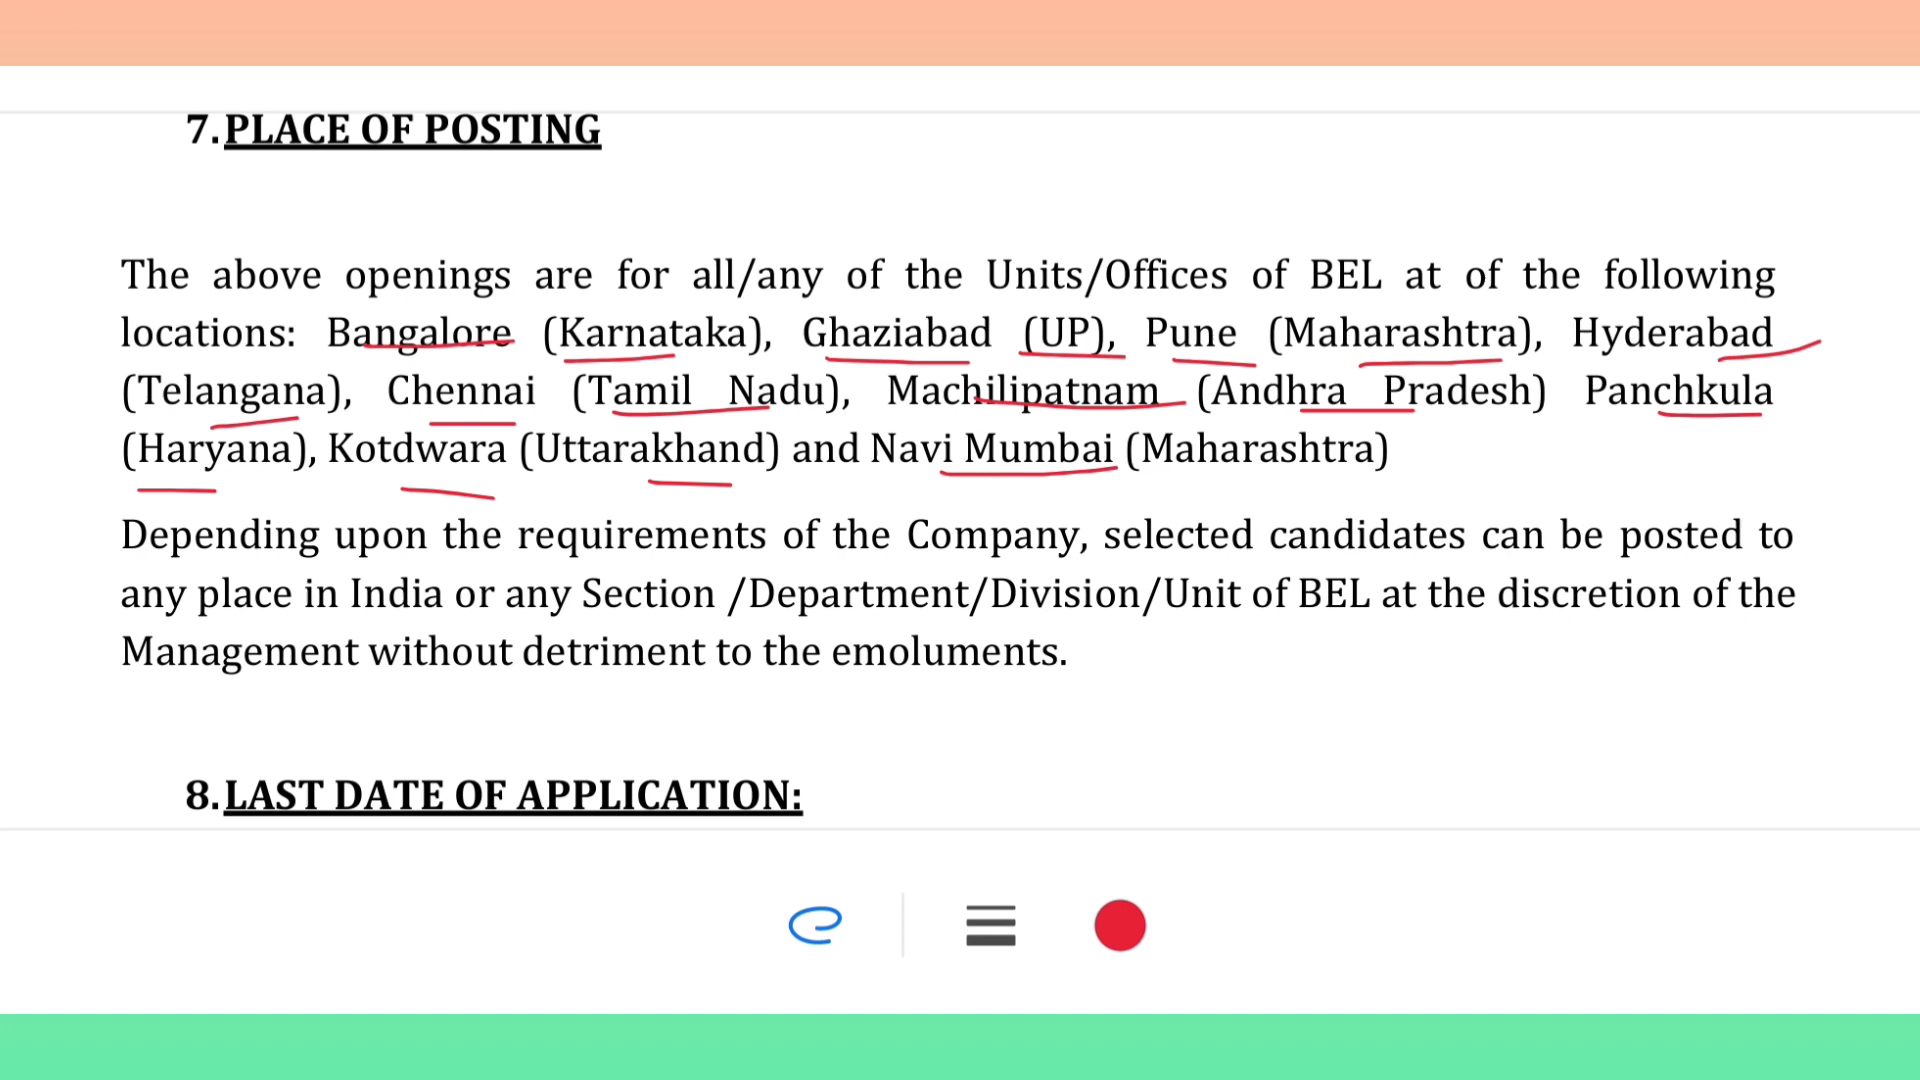 7. PLACE OF POSTING
The above openings are for all/any of the Units/Offices of BEL at of the following
locations: Bangalore (Karnataka), Ghaziabad (UP), Pune (Maharashtra), Hyderabad
(Telangana), Chennai (Tamil Nadu), Machilipatnam (Andhra Pradesh) Panchkula
(Haryana), Kotdwara (Uttarakhand) and Navi Mumbai (Maharashtra)
Depending upon the requirements of the Company, selected candidates can be posted to
any place in India or any Section /Department/Division/Unit of BEL at the discretion of the
Management without detriment to the emoluments.
8. LAST DATE OF APPLICATION: